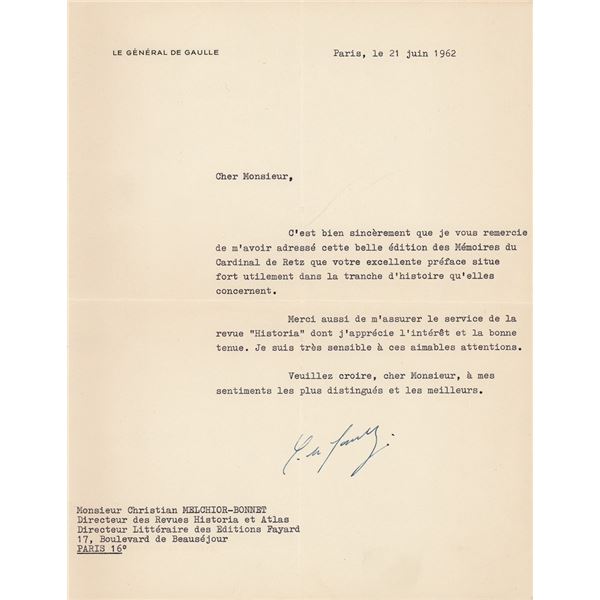 LE GÉNÉRAL DE GAULLE
Paris, le 21 juin 1962
Cher Monsieur,
C'est bien sincèrement que je vous remercie
de m'avoir adressé cette belle édition des Mémoires du
Cardinal de Retz que votre excellente préface situe
fort utilement dans la tranche d'histoire qu'elles
concernent.
Merci aussi de m'assurer le service de la
revue "Historia" dont j'apprécie l'intérêt et la bonne
tenue. Je suis très sensible à ces aimables attentions.
Veuillez croire, cher Monsieur, à mes
sentiments les plus distingués et les meilleurs.
C. de Gaulle.
Monsieur Christian MELCHIOR-BONNET
Directeur des Revues Historia et Atlas
Directeur Littéraire des Editions Fayard
17, Boulevard de Beauséjour
PARIS 16°